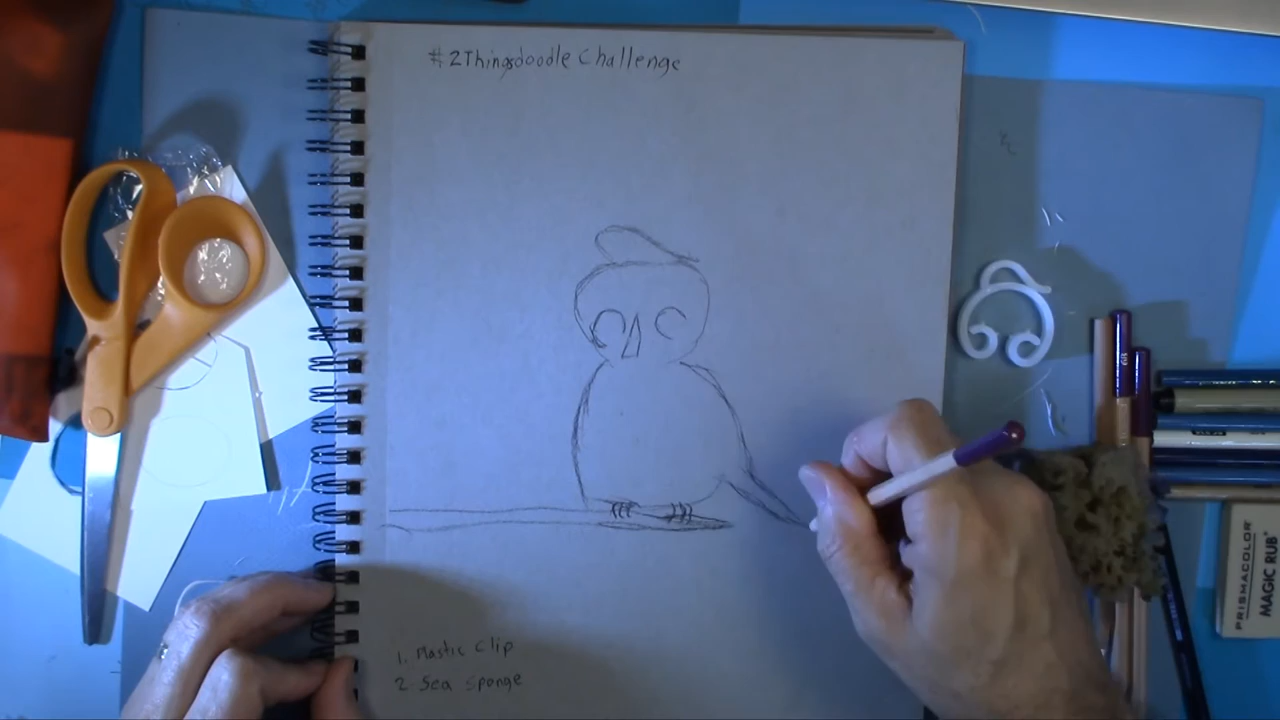 #2Thingsdoodle Challenge
1. Plastic Clip
2. Sea Sponge
PRISMACOLOR
MAGIC RUB